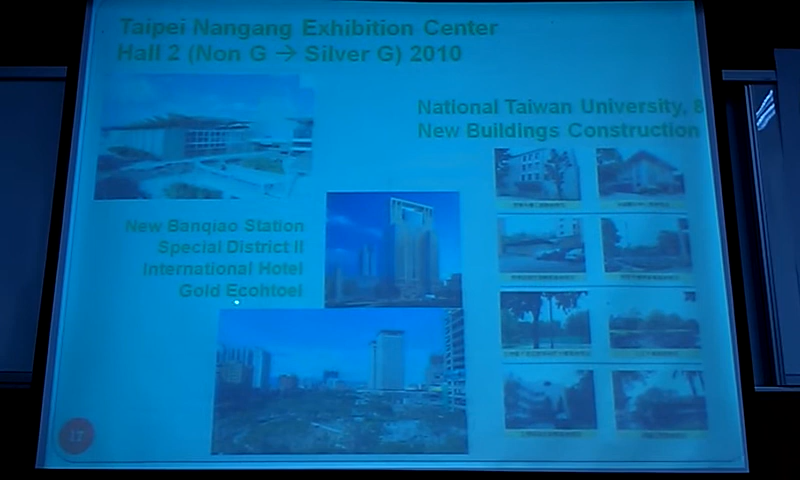 Taipei Nangang Exhibition Center
Hall 2 (Non G → Silver G) 2010
National Taiwan University, 8
New Buildings Construction
New Banqiao Station
Special District II
International Hotel
Gold Ecohtoel
17